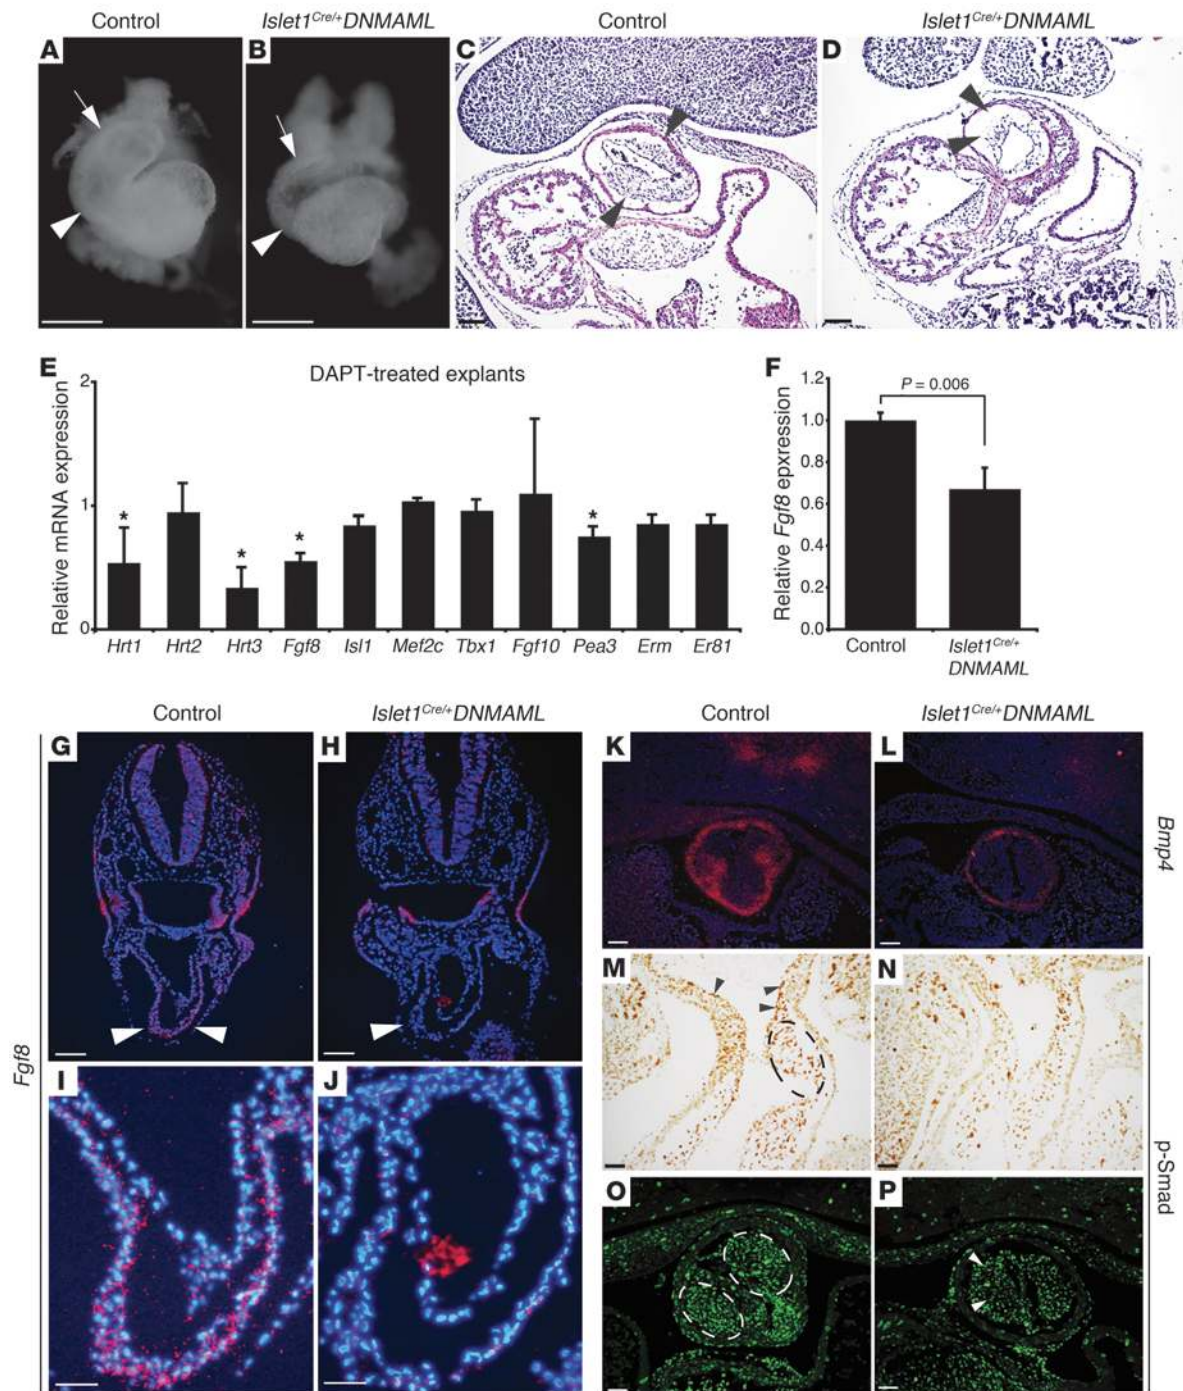 Control
Islet1Cre/+DNMAML
Control
Islet1Cre/+DNMAML
A
B
C
D
E
DAPT-treated explants
Relative mRNA expression
2
1
0
*
*
*
*
Hrt1 Hrt2 Hrt3 Fgf8 Isl1 Mef2c Tbx1 Fgf10 Pea3 Erm Er81
F
P = 0.006
Relative Fgf8 epxression
1.2
1.0
0.8
0.6
0.4
0.2
0.0
Control
Islet1Cre/+
DNMAML
Control
Islet1Cre/+DNMAML
Control
Islet1Cre/+DNMAML
Fgf8
G
H
I
J
K
L
Bmp4
M
N
O
P
p-Smad